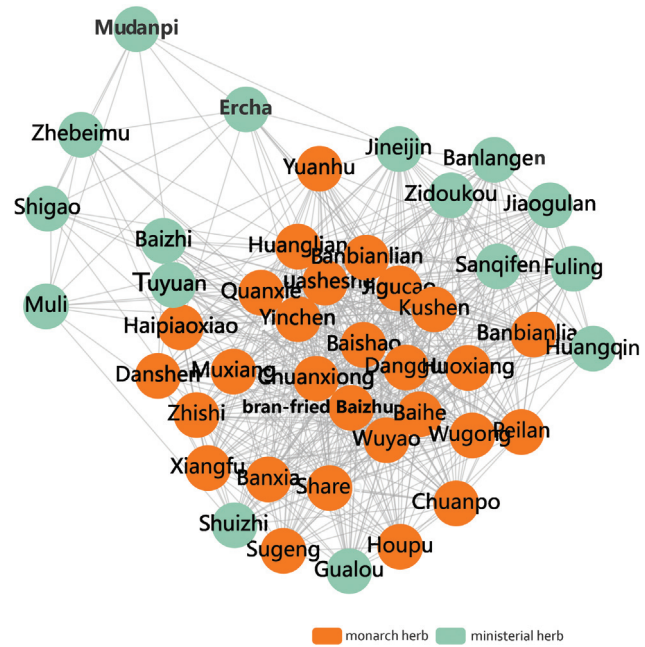 Mudanpi
Ercha
Zhebeimu
Jineijin
Banlangen
Yuanhu
Zidoukou
Jiaogulan
Shigao
Baizhi
Huanglian
Banbianlian
Sanqifen
Fuling
Tuyuan
Quanxie
Jigucao
Muli
Kushen
Yinchen
Haipiaoxiao
Banbianlia
Baishao
Huangqin
Danshen
Muxiang
Chuanxiong
Danggu
Huoxiang
Zhishi
bran-fried Baizhu
Baihe
Wuyao
Wugong
Peilan
Xiangfu
Banxia
Share
Chuanpo
Shuizhi
Sugeng
Houpu
Gualou
monarch herb
ministerial herb